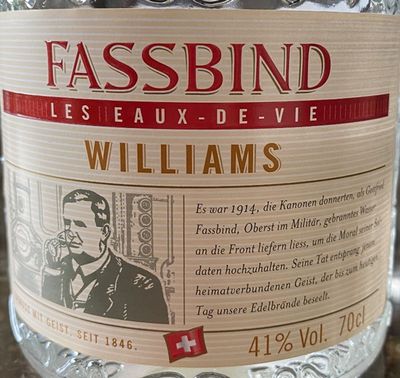 FASSBIND
LES EAUX-DE-VIE
WILLIAMS
Es war 1914, die Kanonen donnerten, als Gottfried
Fassbind, Oberst im Militär, gebranntes Wasser
an die Front liefern liess, um die Moral seiner
daten hochzuhalten. Seine Tat entsprang jenem
heimatverbundenen Geist, der bis zum heutigen
Tag unsere Edelbrände beseelt.
MIT GEIST. SEIT 1846.
41% Vol. 70cl